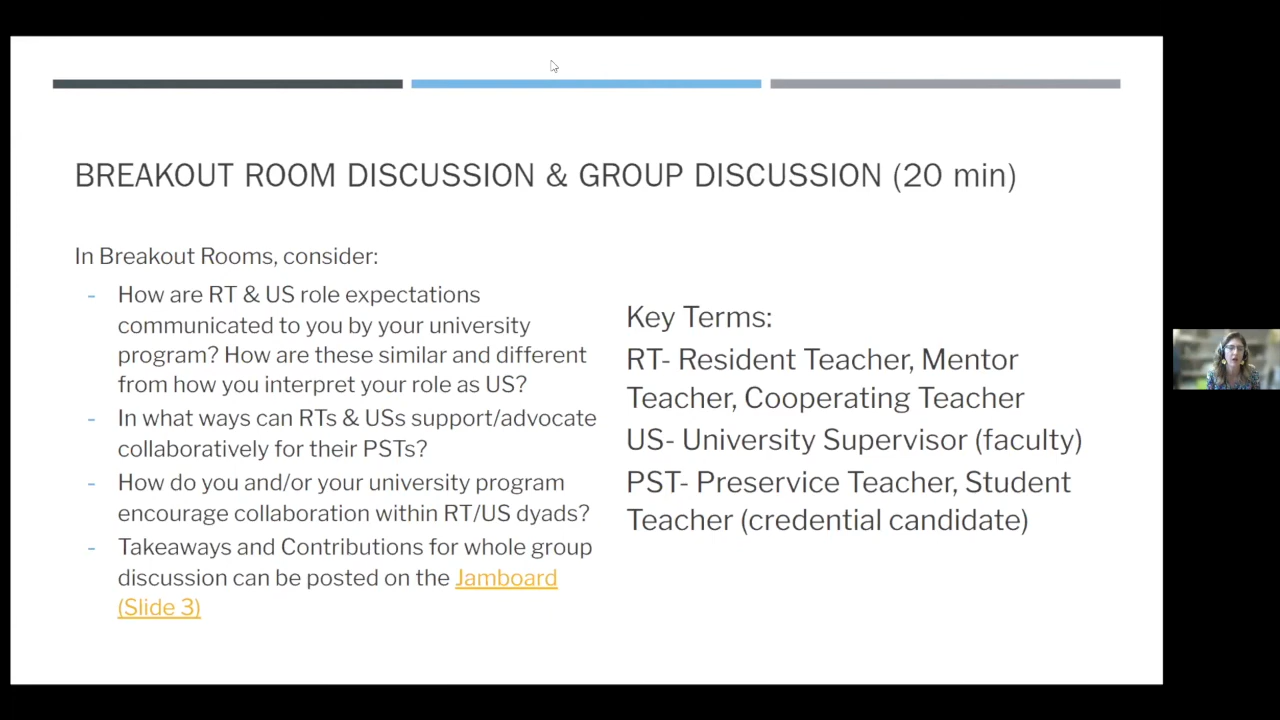 BREAKOUT ROOM DISCUSSION & GROUP DISCUSSION (20 min)
In Breakout Rooms, consider:
- How are RT & US role expectations
communicated to you by your university
program? How are these similar and different
from how you interpret your role as US?
- In what ways can RTs & USs support/advocate
collaboratively for their PSTs?
- How do you and/or your university program
encourage collaboration within RT/US dyads?
- Takeaways and Contributions for whole group
discussion can be posted on the Jamboard
(Slide 3)
Key Terms:
RT- Resident Teacher, Mentor
Teacher, Cooperating Teacher
US- University Supervisor (faculty)
PST- Preservice Teacher, Student
Teacher (credential candidate)